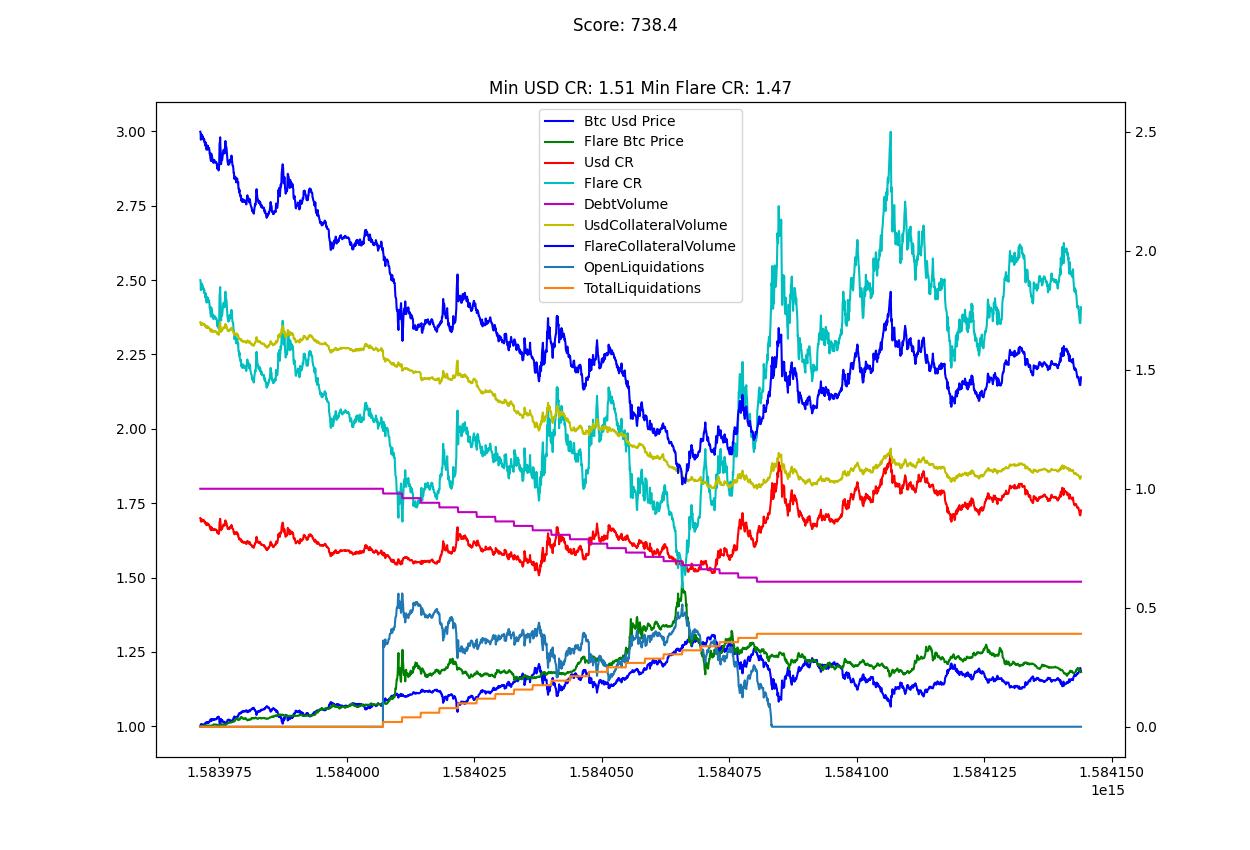 Score: 738.4
Min USD CR: 1.51 Min Flare CR: 1.47
Btc Usd Price
Flare Btc Price
Usd CR
Flare CR
DebtVolume
UsdCollateralVolume
FlareCollateralVolume
OpenLiquidations
TotalLiquidations
3.00
2.75
2.50
2.25
2.00
1.75
1.50
1.25
1.00
2.5
2.0
1.5
1.0
0.5
0.0
1.583975 1.584000 1.584025 1.584050 1.584075 1.584100 1.584125 1.584150
1e15